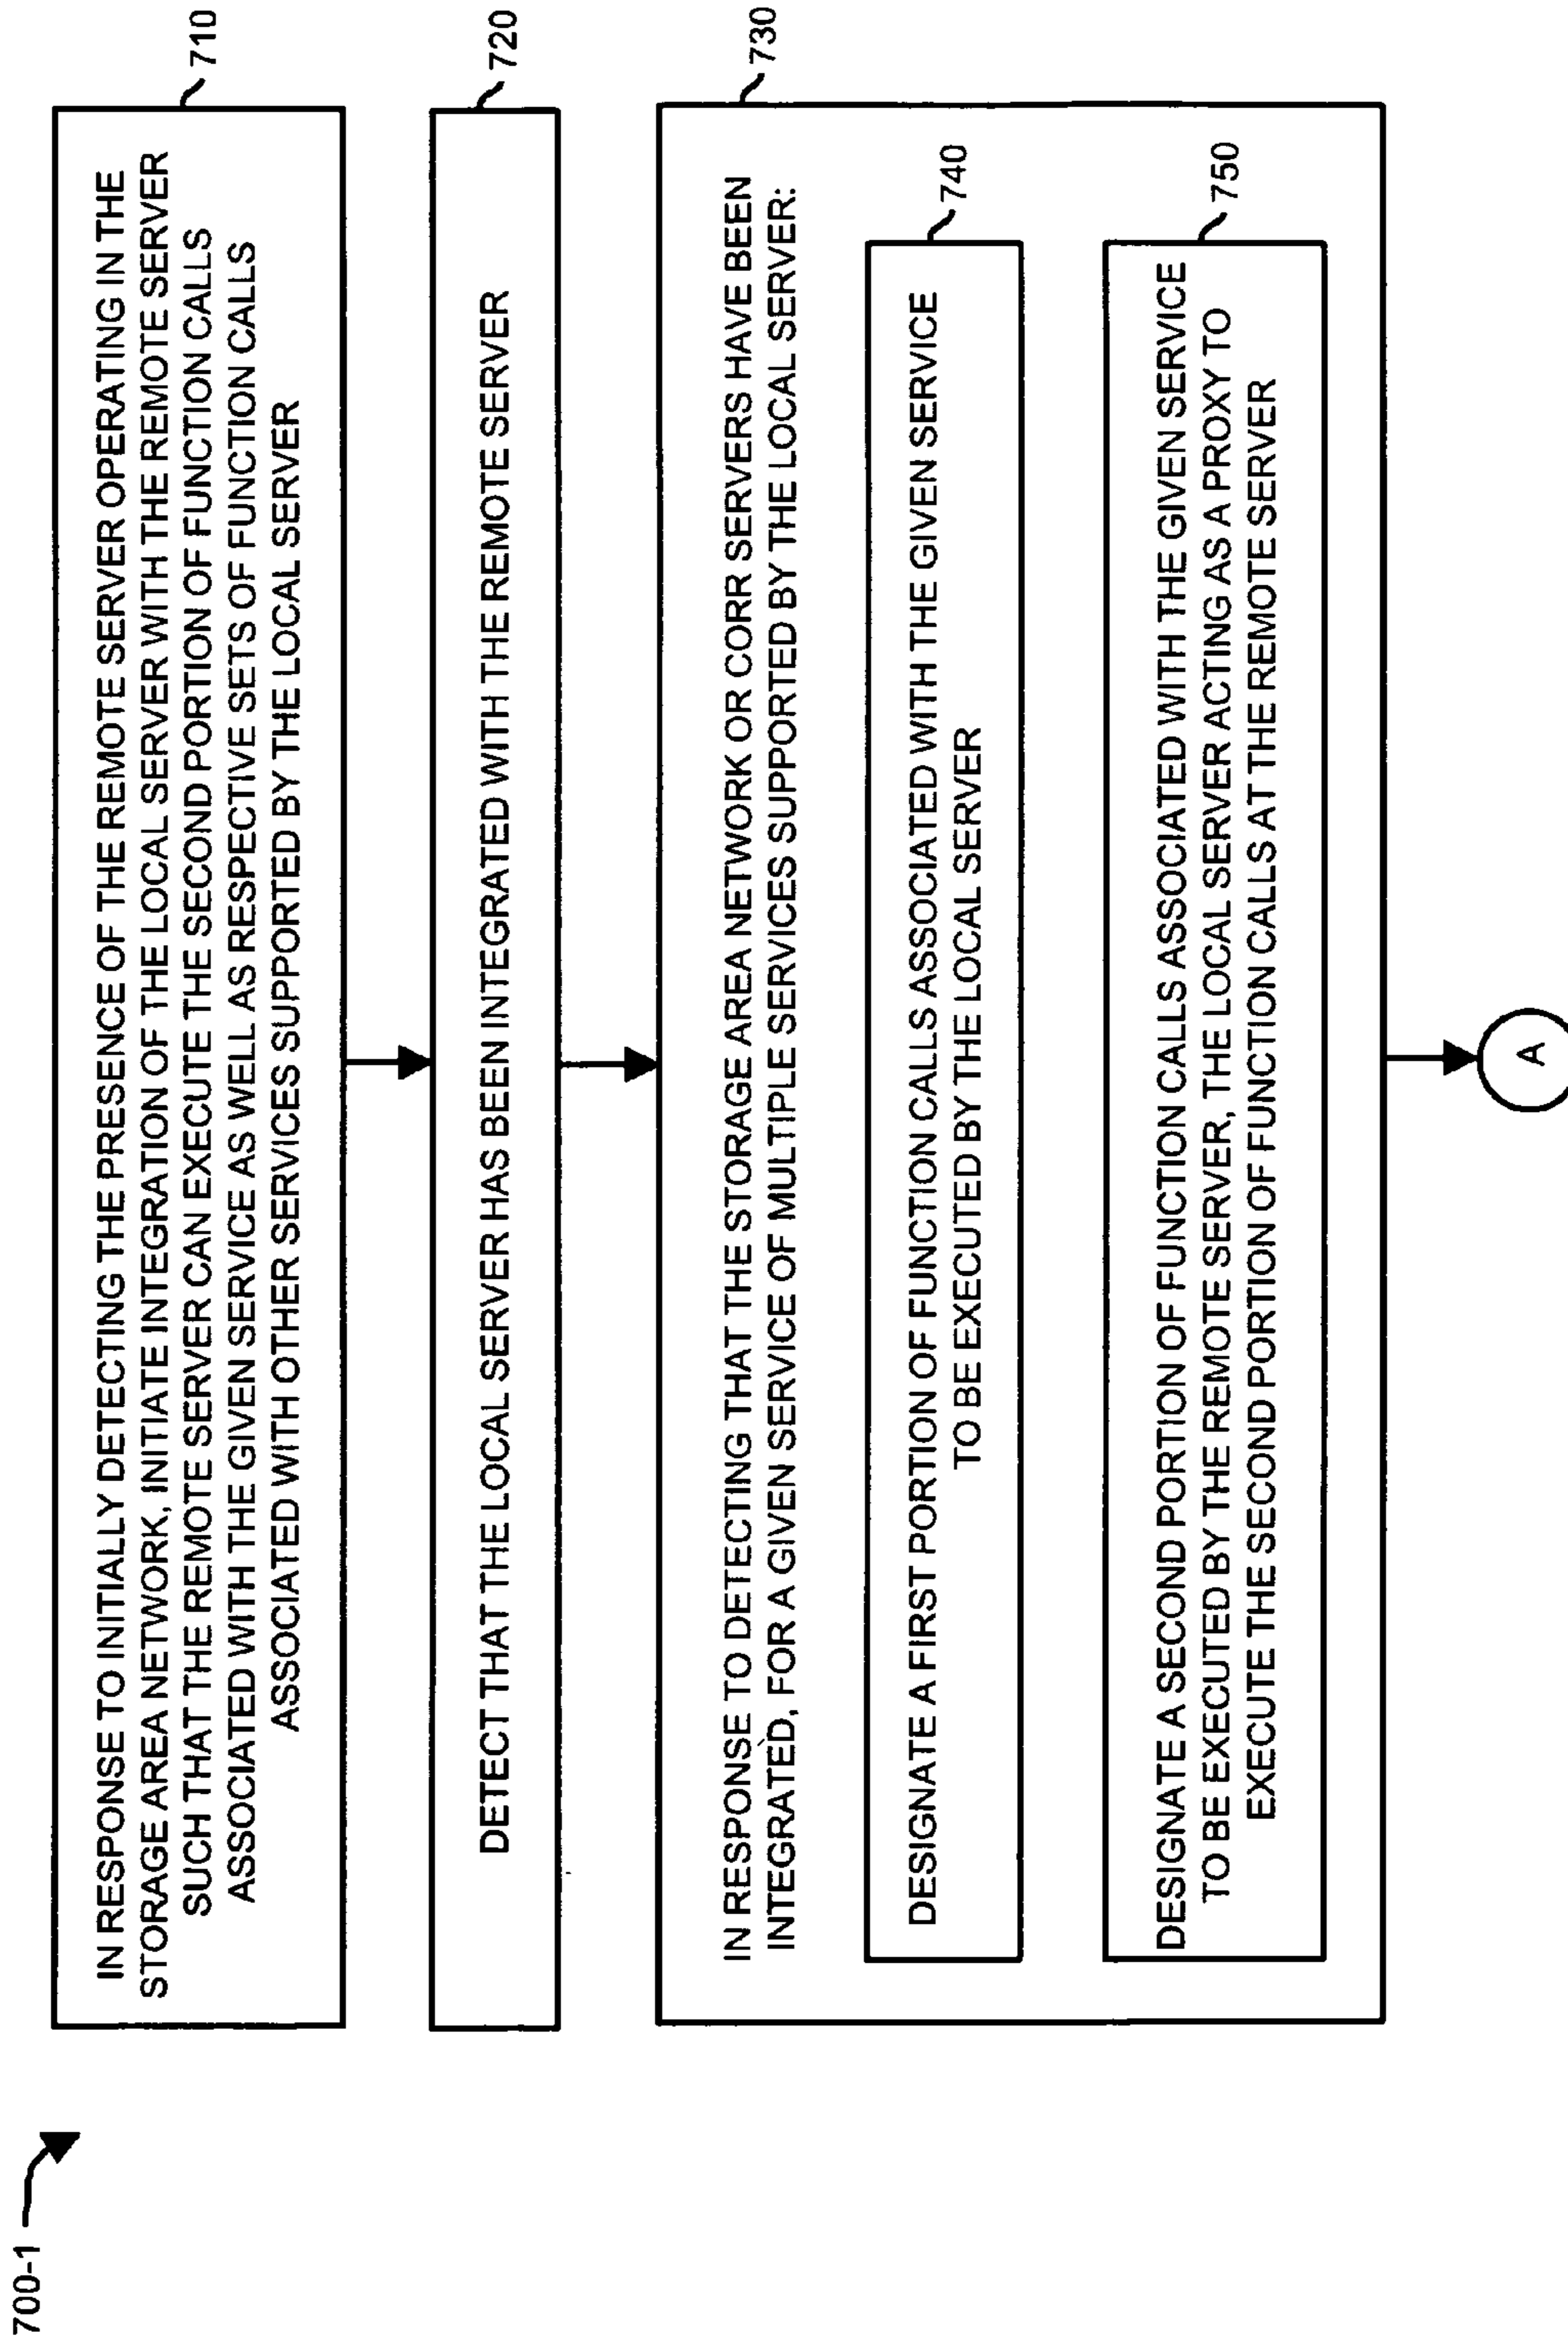 700-1
710
IN RESPONSE TO INITIALLY DETECTING THE PRESENCE OF THE REMOTE SERVER OPERATING IN THE
STORAGE AREA NETWORK, INITIATE INTEGRATION OF THE LOCAL SERVER WITH THE REMOTE SERVER
SUCH THAT THE REMOTE SERVER CAN EXECUTE THE SECOND PORTION OF FUNCTION CALLS
ASSOCIATED WITH THE GIVEN SERVICE AS WELL AS RESPECTIVE SETS OF FUNCTION CALLS
ASSOCIATED WITH OTHER SERVICES SUPPORTED BY THE LOCAL SERVER
720
DETECT THAT THE LOCAL SERVER HAS BEEN INTEGRATED WITH THE REMOTE SERVER
730
IN RESPONSE TO DETECTING THAT THE STORAGE AREA NETWORK OR CORR SERVERS HAVE BEEN
INTEGRATED, FOR A GIVEN SERVICE OF MULTIPLE SERVICES SUPPORTED BY THE LOCAL SERVER:
740
DESIGNATE A FIRST PORTION OF FUNCTION CALLS ASSOCIATED WITH THE GIVEN SERVICE
TO BE EXECUTED BY THE LOCAL SERVER
750
DESIGNATE A SECOND PORTION OF FUNCTION CALLS ASSOCIATED WITH THE GIVEN SERVICE
TO BE EXECUTED BY THE REMOTE SERVER, THE LOCAL SERVER ACTING AS A PROXY TO
EXECUTE THE SECOND PORTION OF FUNCTION CALLS AT THE REMOTE SERVER
A